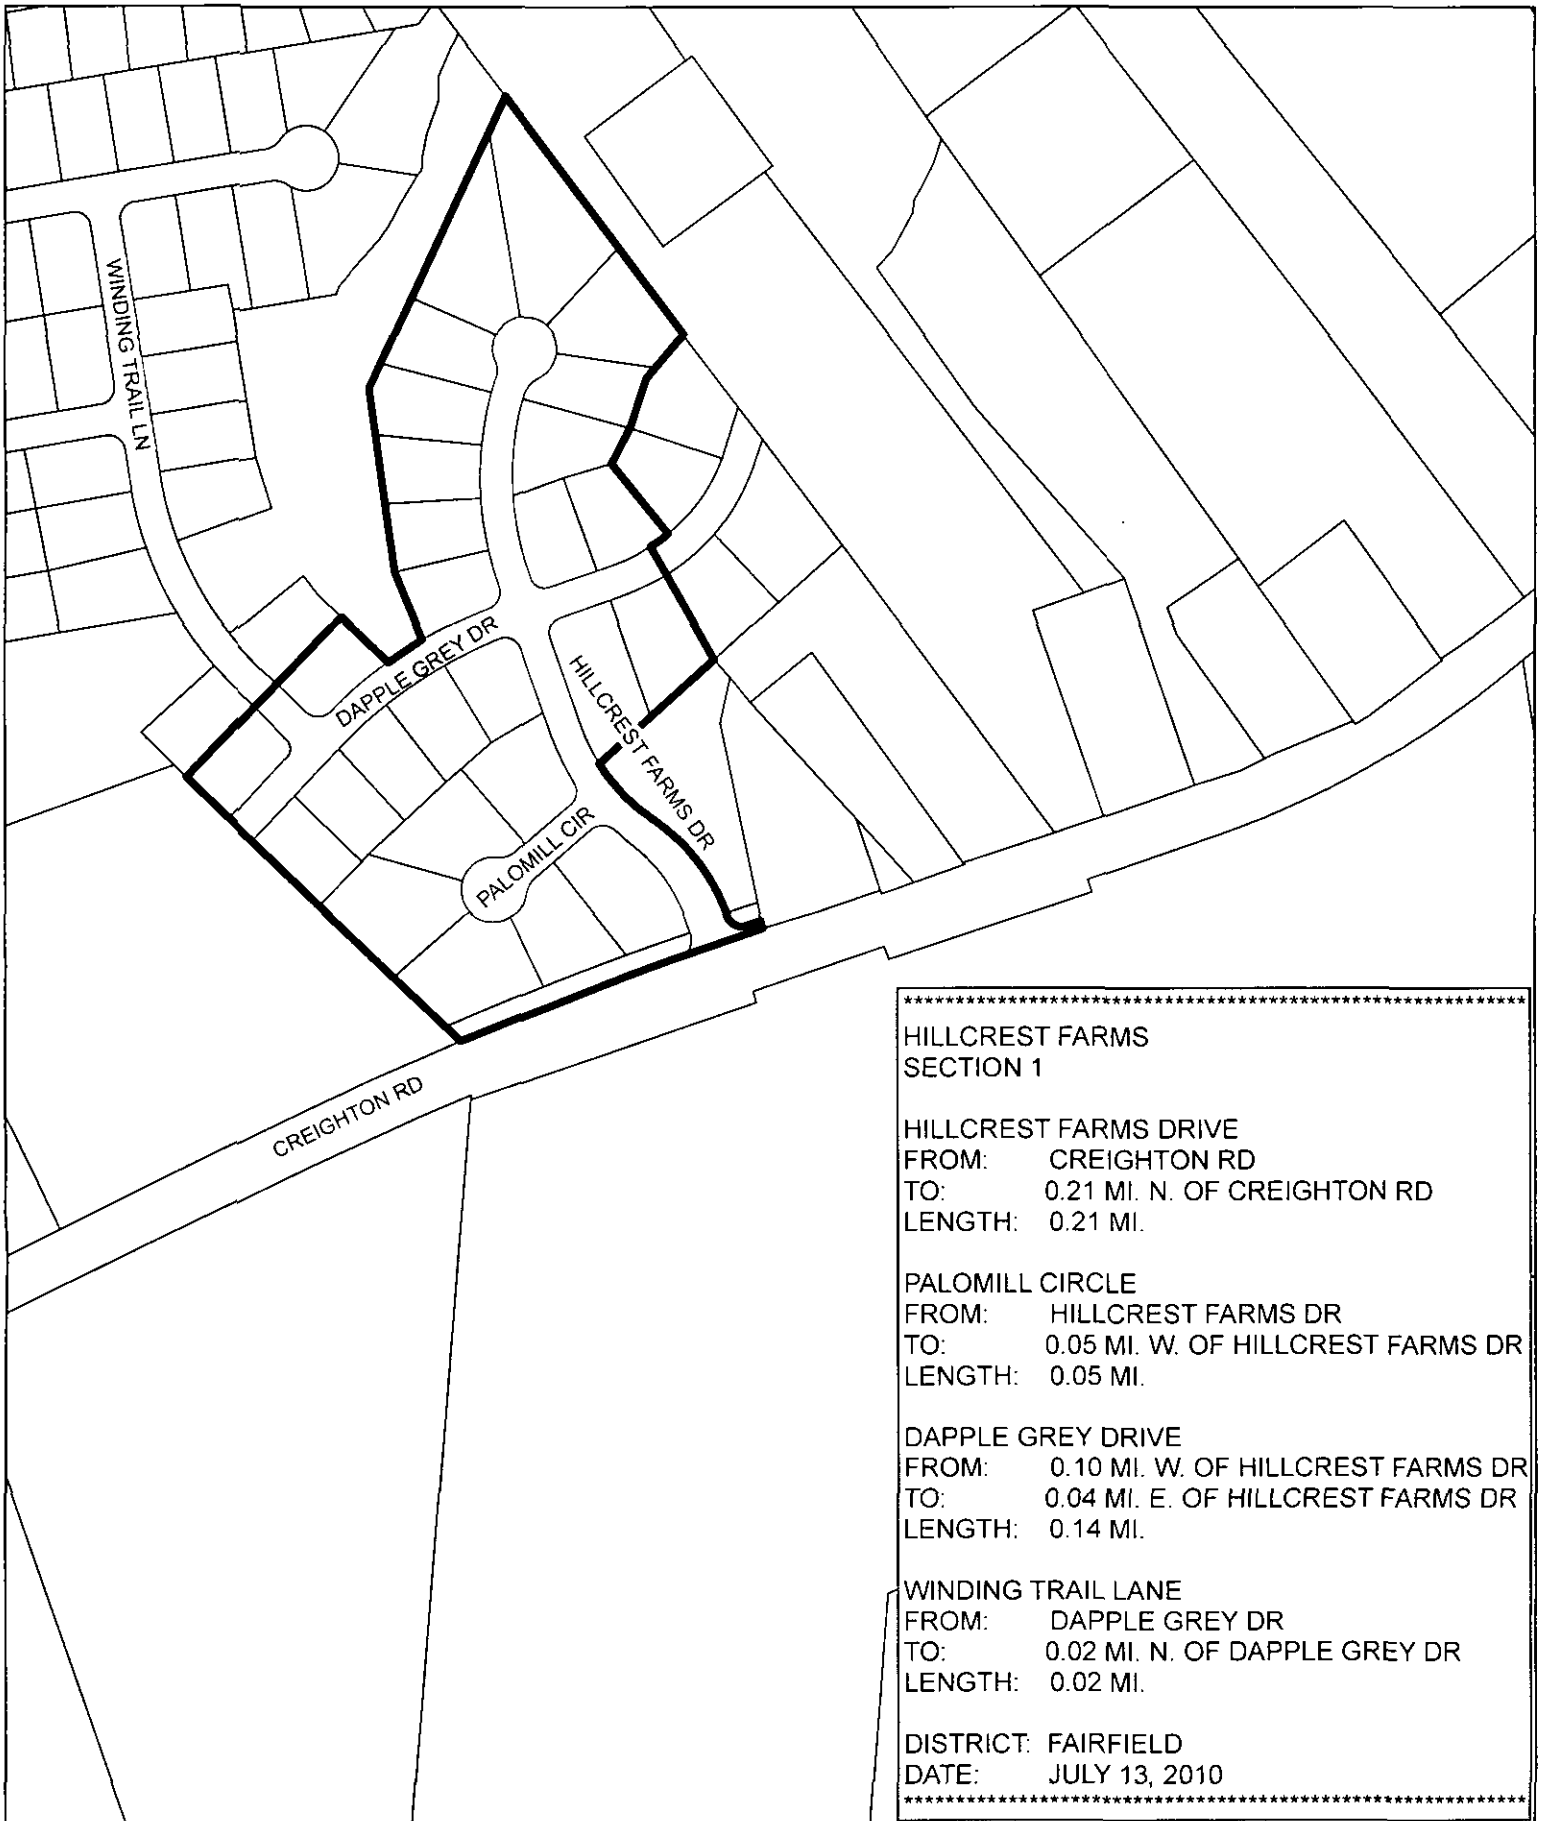 WINDING TRAIL LN
DAPPLE GREY DR
HILLCREST FARMS DR
PALOMILL CIR
CREIGHTON RD
************************************************************
HILLCREST FARMS
SECTION 1
HILLCREST FARMS DRIVE
FROM: CREIGHTON RD
TO: 0.21 MI. N. OF CREIGHTON RD
LENGTH: 0.21 MI.
PALOMILL CIRCLE
FROM: HILLCREST FARMS DR
TO: 0.05 MI. W. OF HILLCREST FARMS DR
LENGTH: 0.05 MI.
DAPPLE GREY DRIVE
FROM: 0.10 MI. W. OF HILLCREST FARMS DR
TO: 0.04 MI. E. OF HILLCREST FARMS DR
LENGTH: 0.14 MI.
WINDING TRAIL LANE
FROM: DAPPLE GREY DR
TO: 0.02 MI. N. OF DAPPLE GREY DR
LENGTH: 0.02 MI.
DISTRICT: FAIRFIELD
DATE: JULY 13, 2010
************************************************************